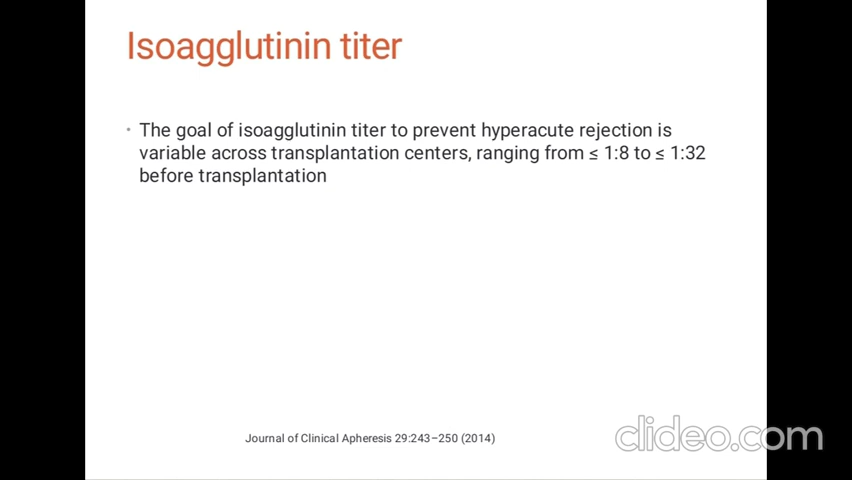 Isoagglutinin titer
• The goal of isoagglutinin titer to prevent hyperacute rejection is
variable across transplantation centers, ranging from ≤ 1:8 to ≤ 1:32
before transplantation
Journal of Clinical Apheresis 29:243–250 (2014)
clideo.com